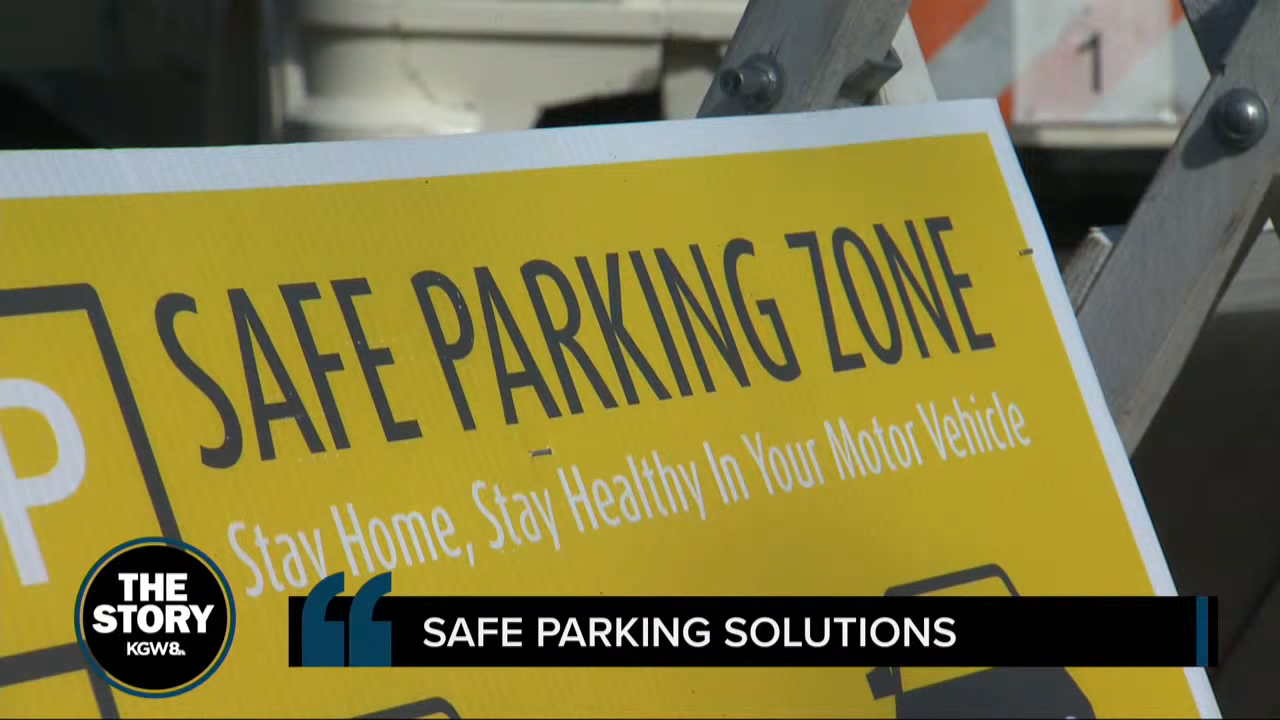 1
SAFE PARKING ZONE
Stay Home, Stay Healthy In Your Motor Vehicle
P
THE
STORY
KGW8
“ SAFE PARKING SOLUTIONS